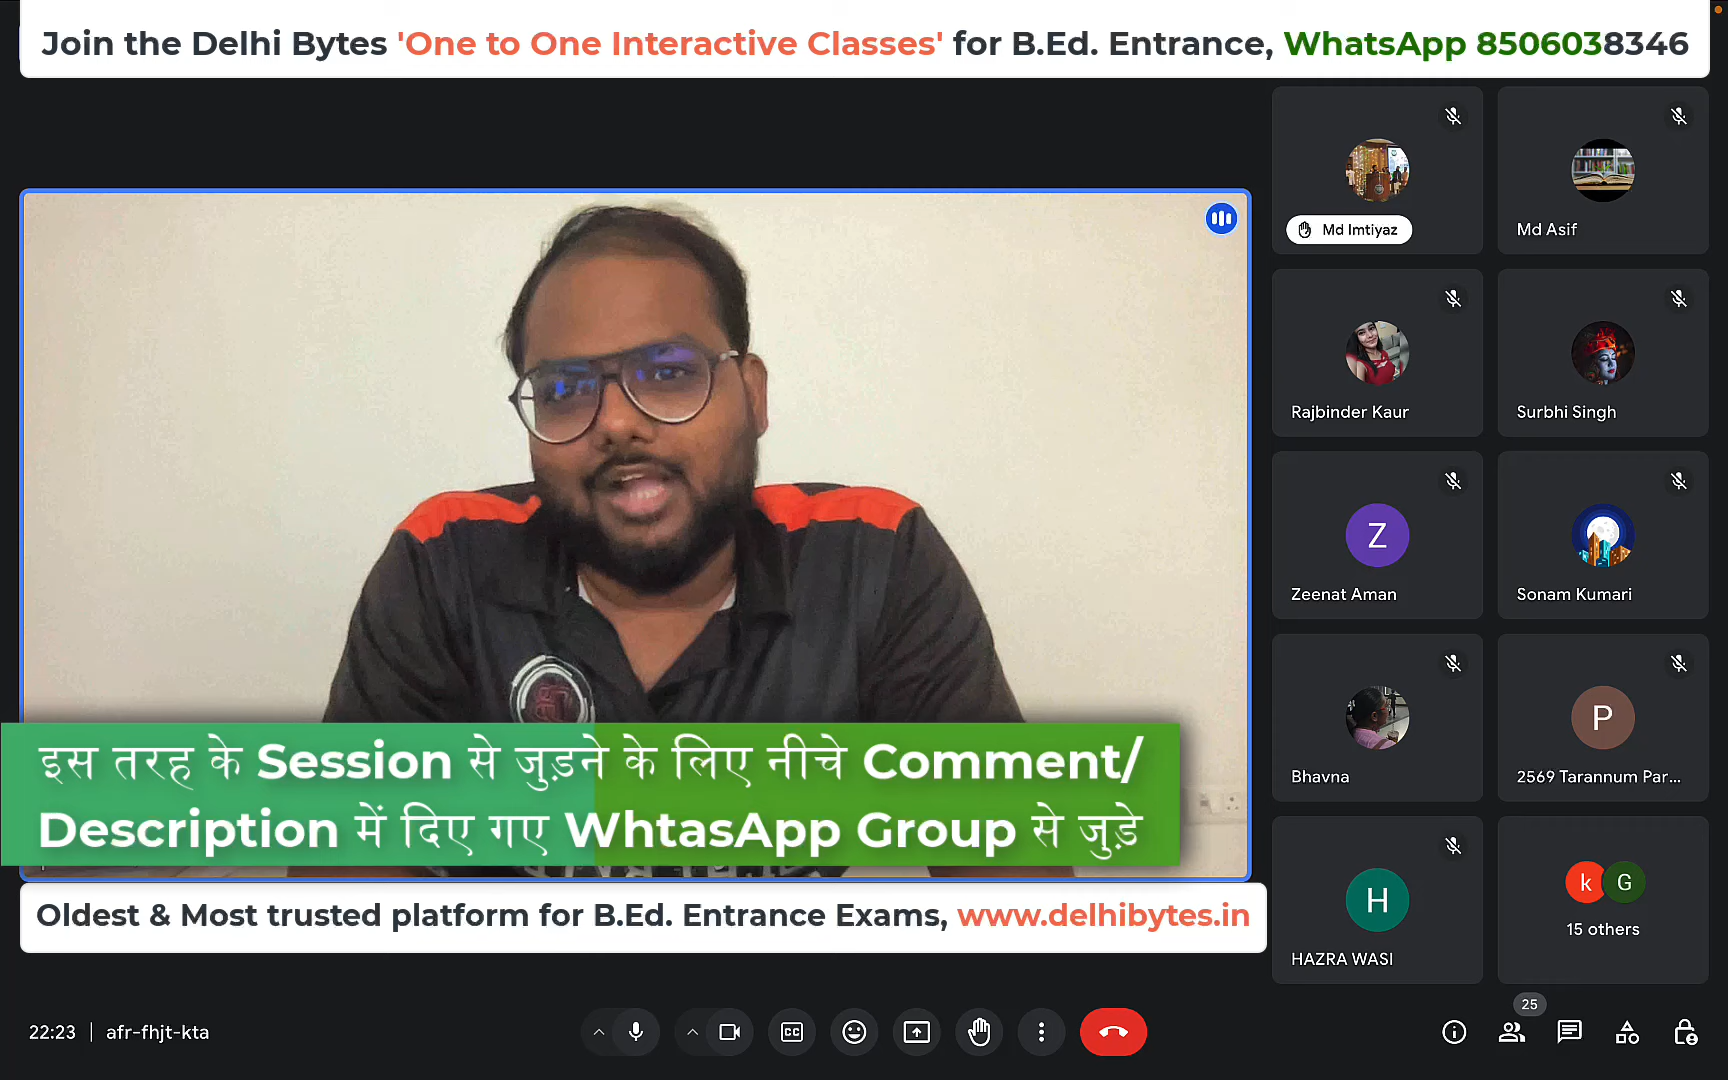 Join the Delhi Bytes 'One to One Interactive Classes' for B.Ed. Entrance, WhatsApp 8506038346
Md Imtiyaz
Md Asif
Rajbinder Kaur
Surbhi Singh
Z
Zeenat Aman
Sonam Kumari
Bhavna
P
2569 Tarannum Par...
H
HAZRA WASI
k G
15 others
इस तरह के Session से जुड़ने के लिए नीचे Comment/
Description में दिए गए WhtasApp Group से जुड़े
Oldest & Most trusted platform for B.Ed. Entrance Exams, www.delhibytes.in
22:23 | afr-fhjt-kta
CC
25